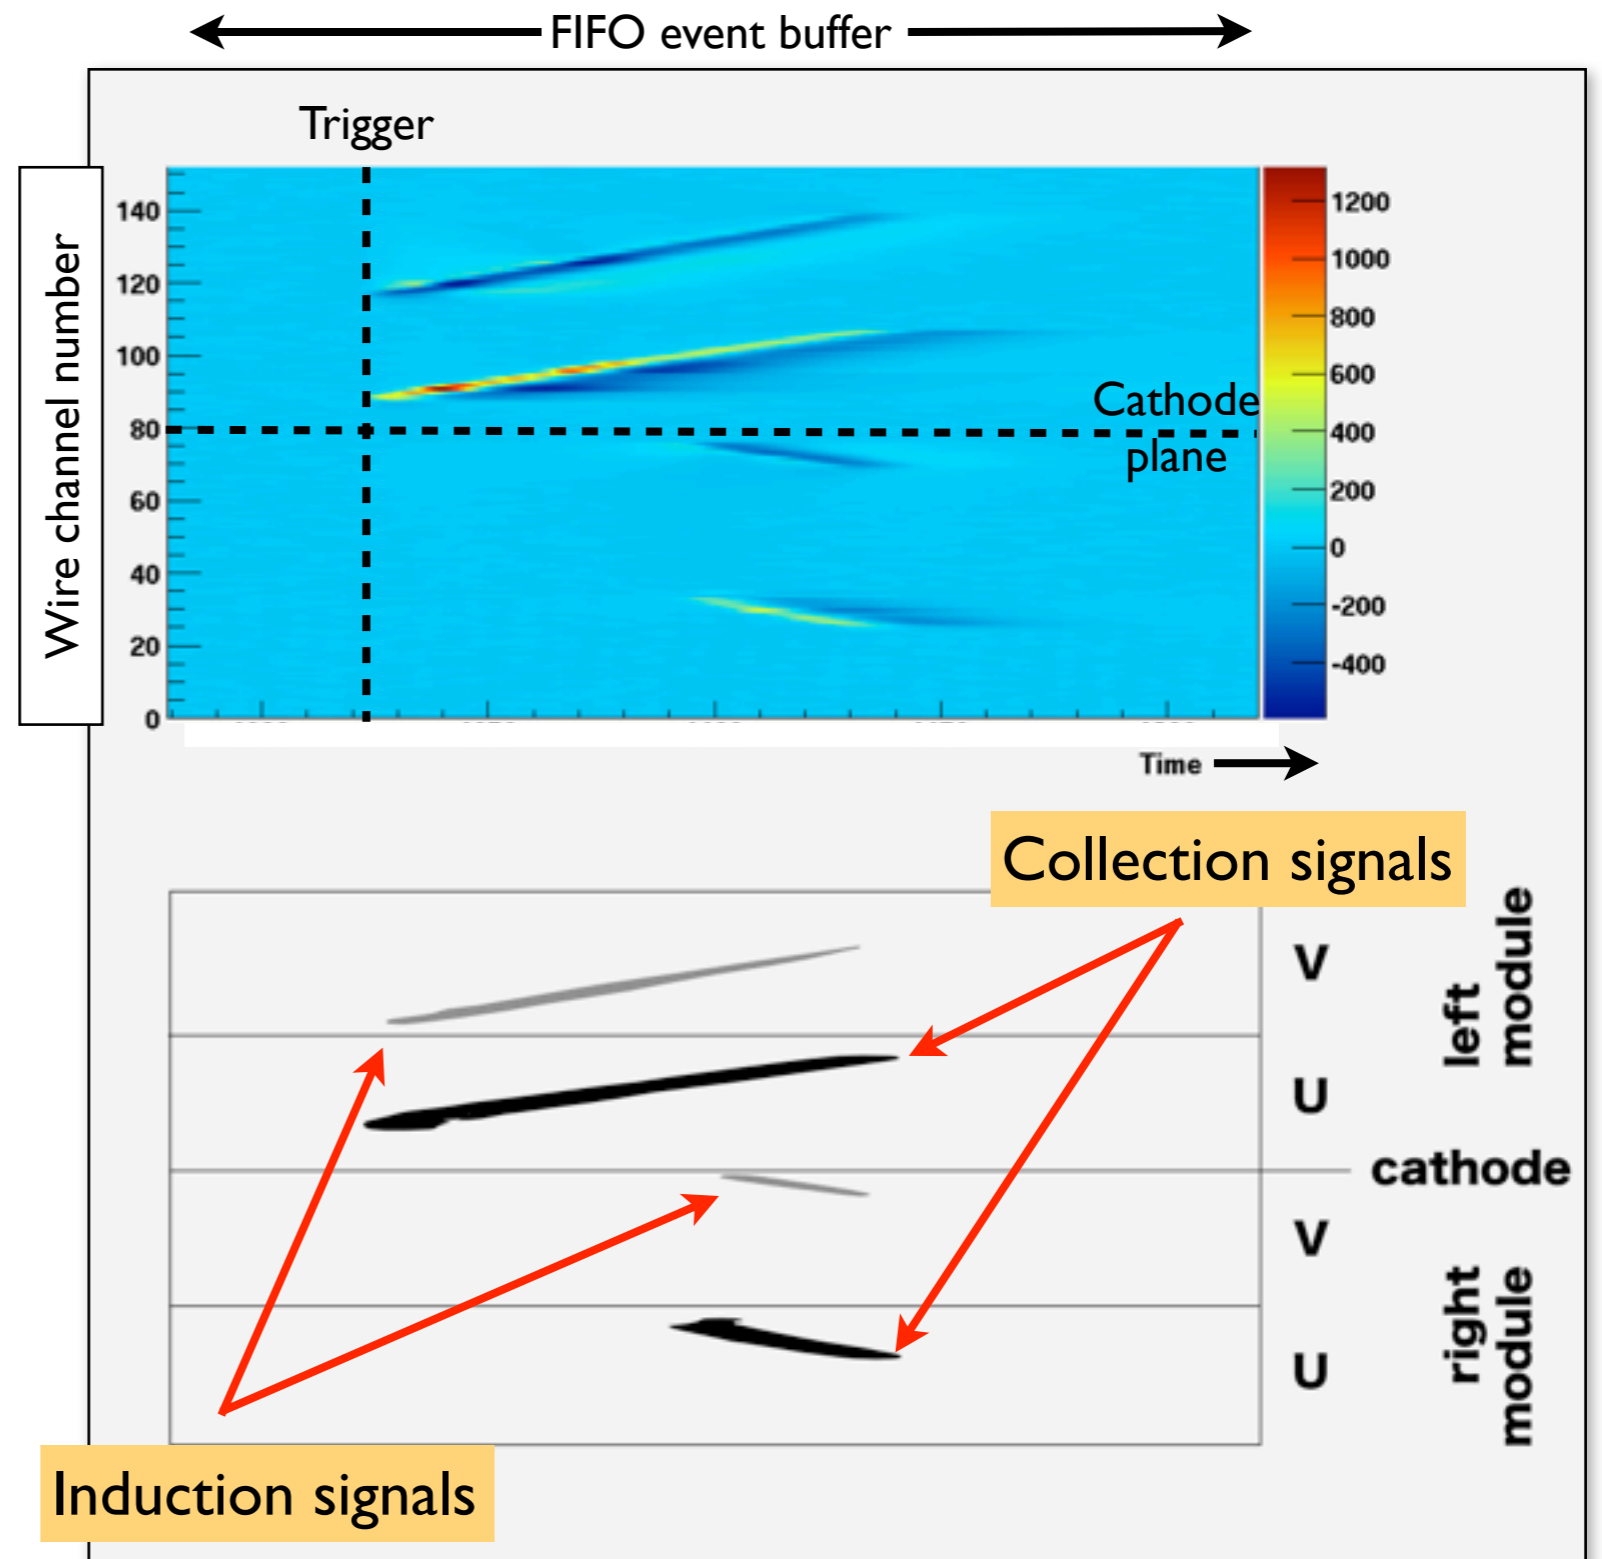 FIFO event buffer
Trigger
Wire channel number
140
120
100
80
60
40
20
0
1200
1000
800
600
400
200
0
-200
-400
Cathode
plane
Time
Collection signals
V
U
left
module
cathode
V
U
right
module
Induction signals